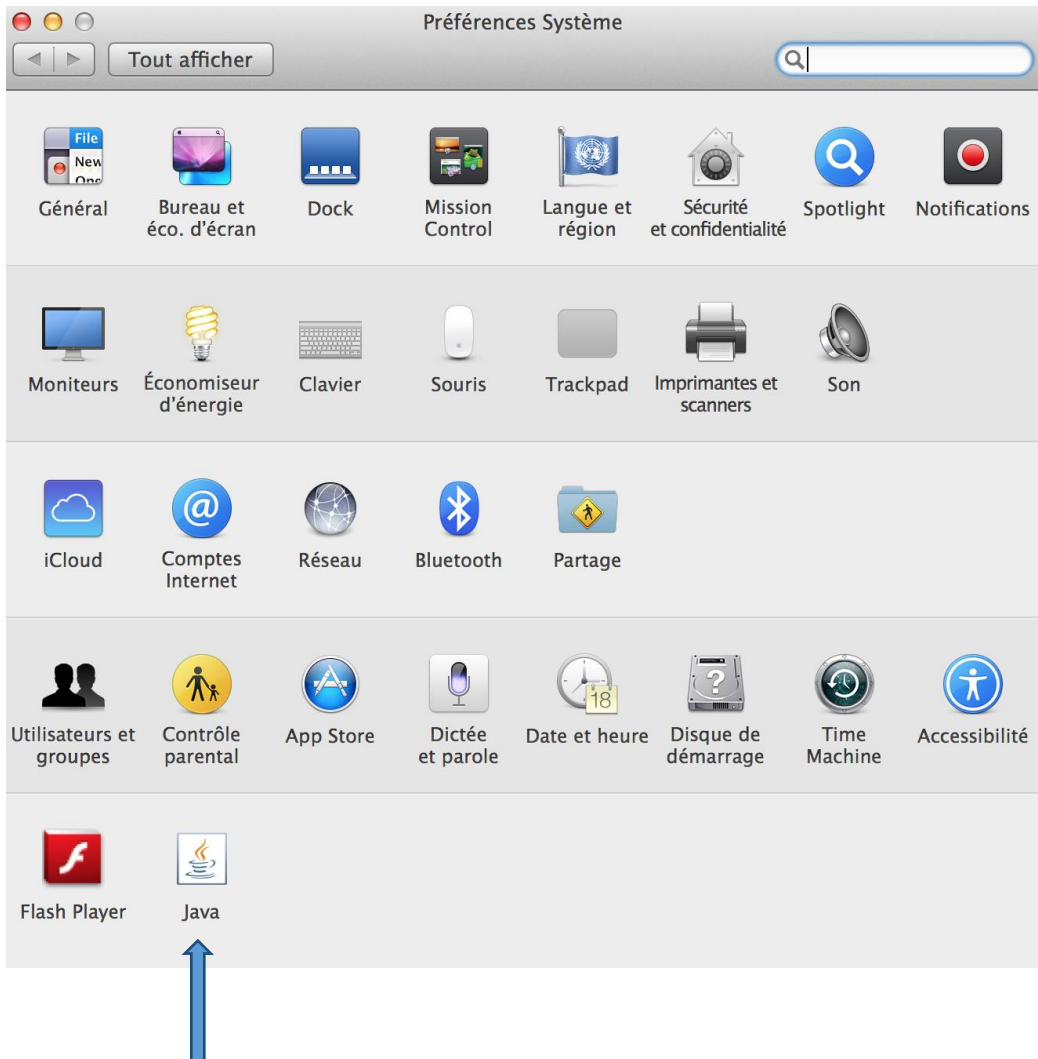 Préférences Système
Tout afficher
File
New
Général
Bureau et
éco. d'écran
Dock
Mission
Control
Langue et
région
Sécurité
et confidentialité
Spotlight
Notifications
Moniteurs
Économiseur
d'énergie
Clavier
Souris
Trackpad
Imprimantes et
scanners
Son
iCloud
@
Comptes
Internet
Réseau
Bluetooth
Partage
Utilisateurs et
groupes
Contrôle
parental
App Store
Dictée
et parole
18
Date et heure
?
Disque de
démarrage
Time
Machine
Accessibilité
Flash Player
Java